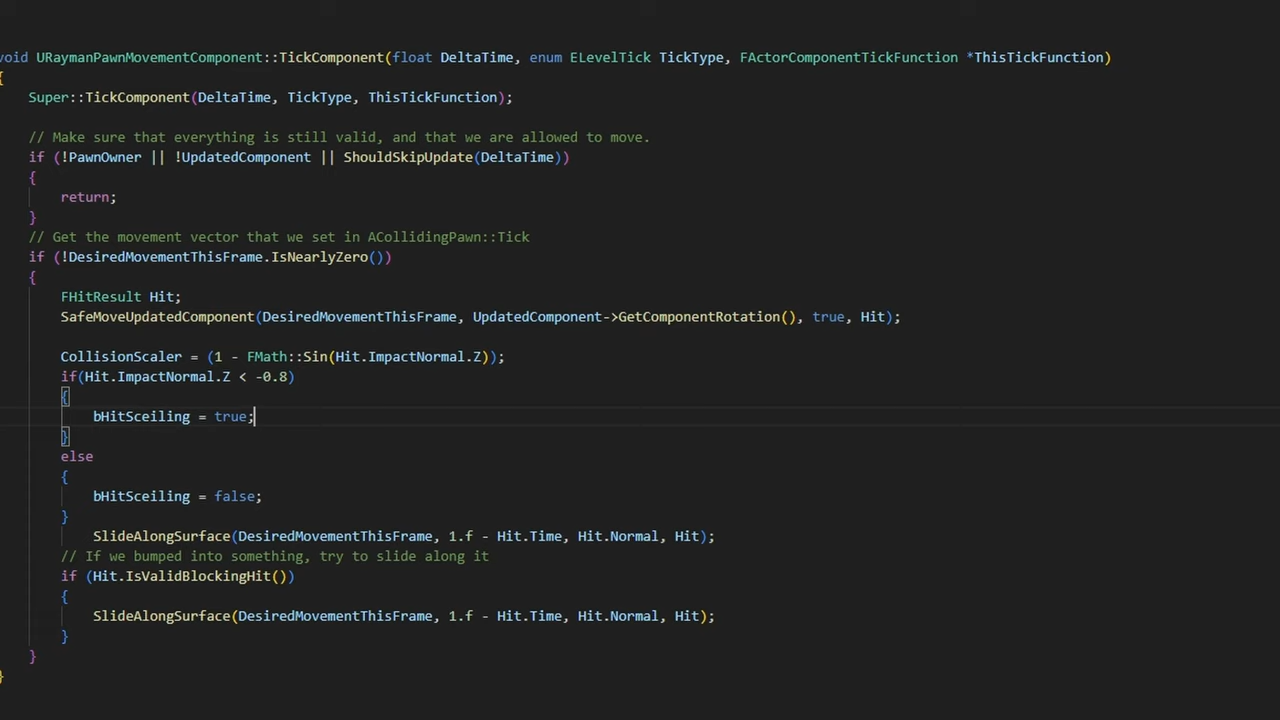 void URaymanPawnMovementComponent::TickComponent(float DeltaTime, enum ELevelTick TickType, FActorComponentTickFunction *ThisTickFunction)
{
    Super::TickComponent(DeltaTime, TickType, ThisTickFunction);
    // Make sure that everything is still valid, and that we are allowed to move.
    if (!PawnOwner || !UpdatedComponent || ShouldSkipUpdate(DeltaTime))
    {
        return;
    }
    // Get the movement vector that we set in ACollidingPawn::Tick
    if (!DesiredMovementThisFrame.IsNearlyZero())
    {
        FHitResult Hit;
        SafeMoveUpdatedComponent(DesiredMovementThisFrame, UpdatedComponent->GetComponentRotation(), true, Hit);
        CollisionScaler = (1 - FMath::Sin(Hit.ImpactNormal.Z));
        if(Hit.ImpactNormal.Z < -0.8)
        {
            bHitSceiling = true;
        }
        else
        {
            bHitSceiling = false;
        }
            SlideAlongSurface(DesiredMovementThisFrame, 1.f - Hit.Time, Hit.Normal, Hit);
        // If we bumped into something, try to slide along it
        if (Hit.IsValidBlockingHit())
        {
            SlideAlongSurface(DesiredMovementThisFrame, 1.f - Hit.Time, Hit.Normal, Hit);
        }
    }
}